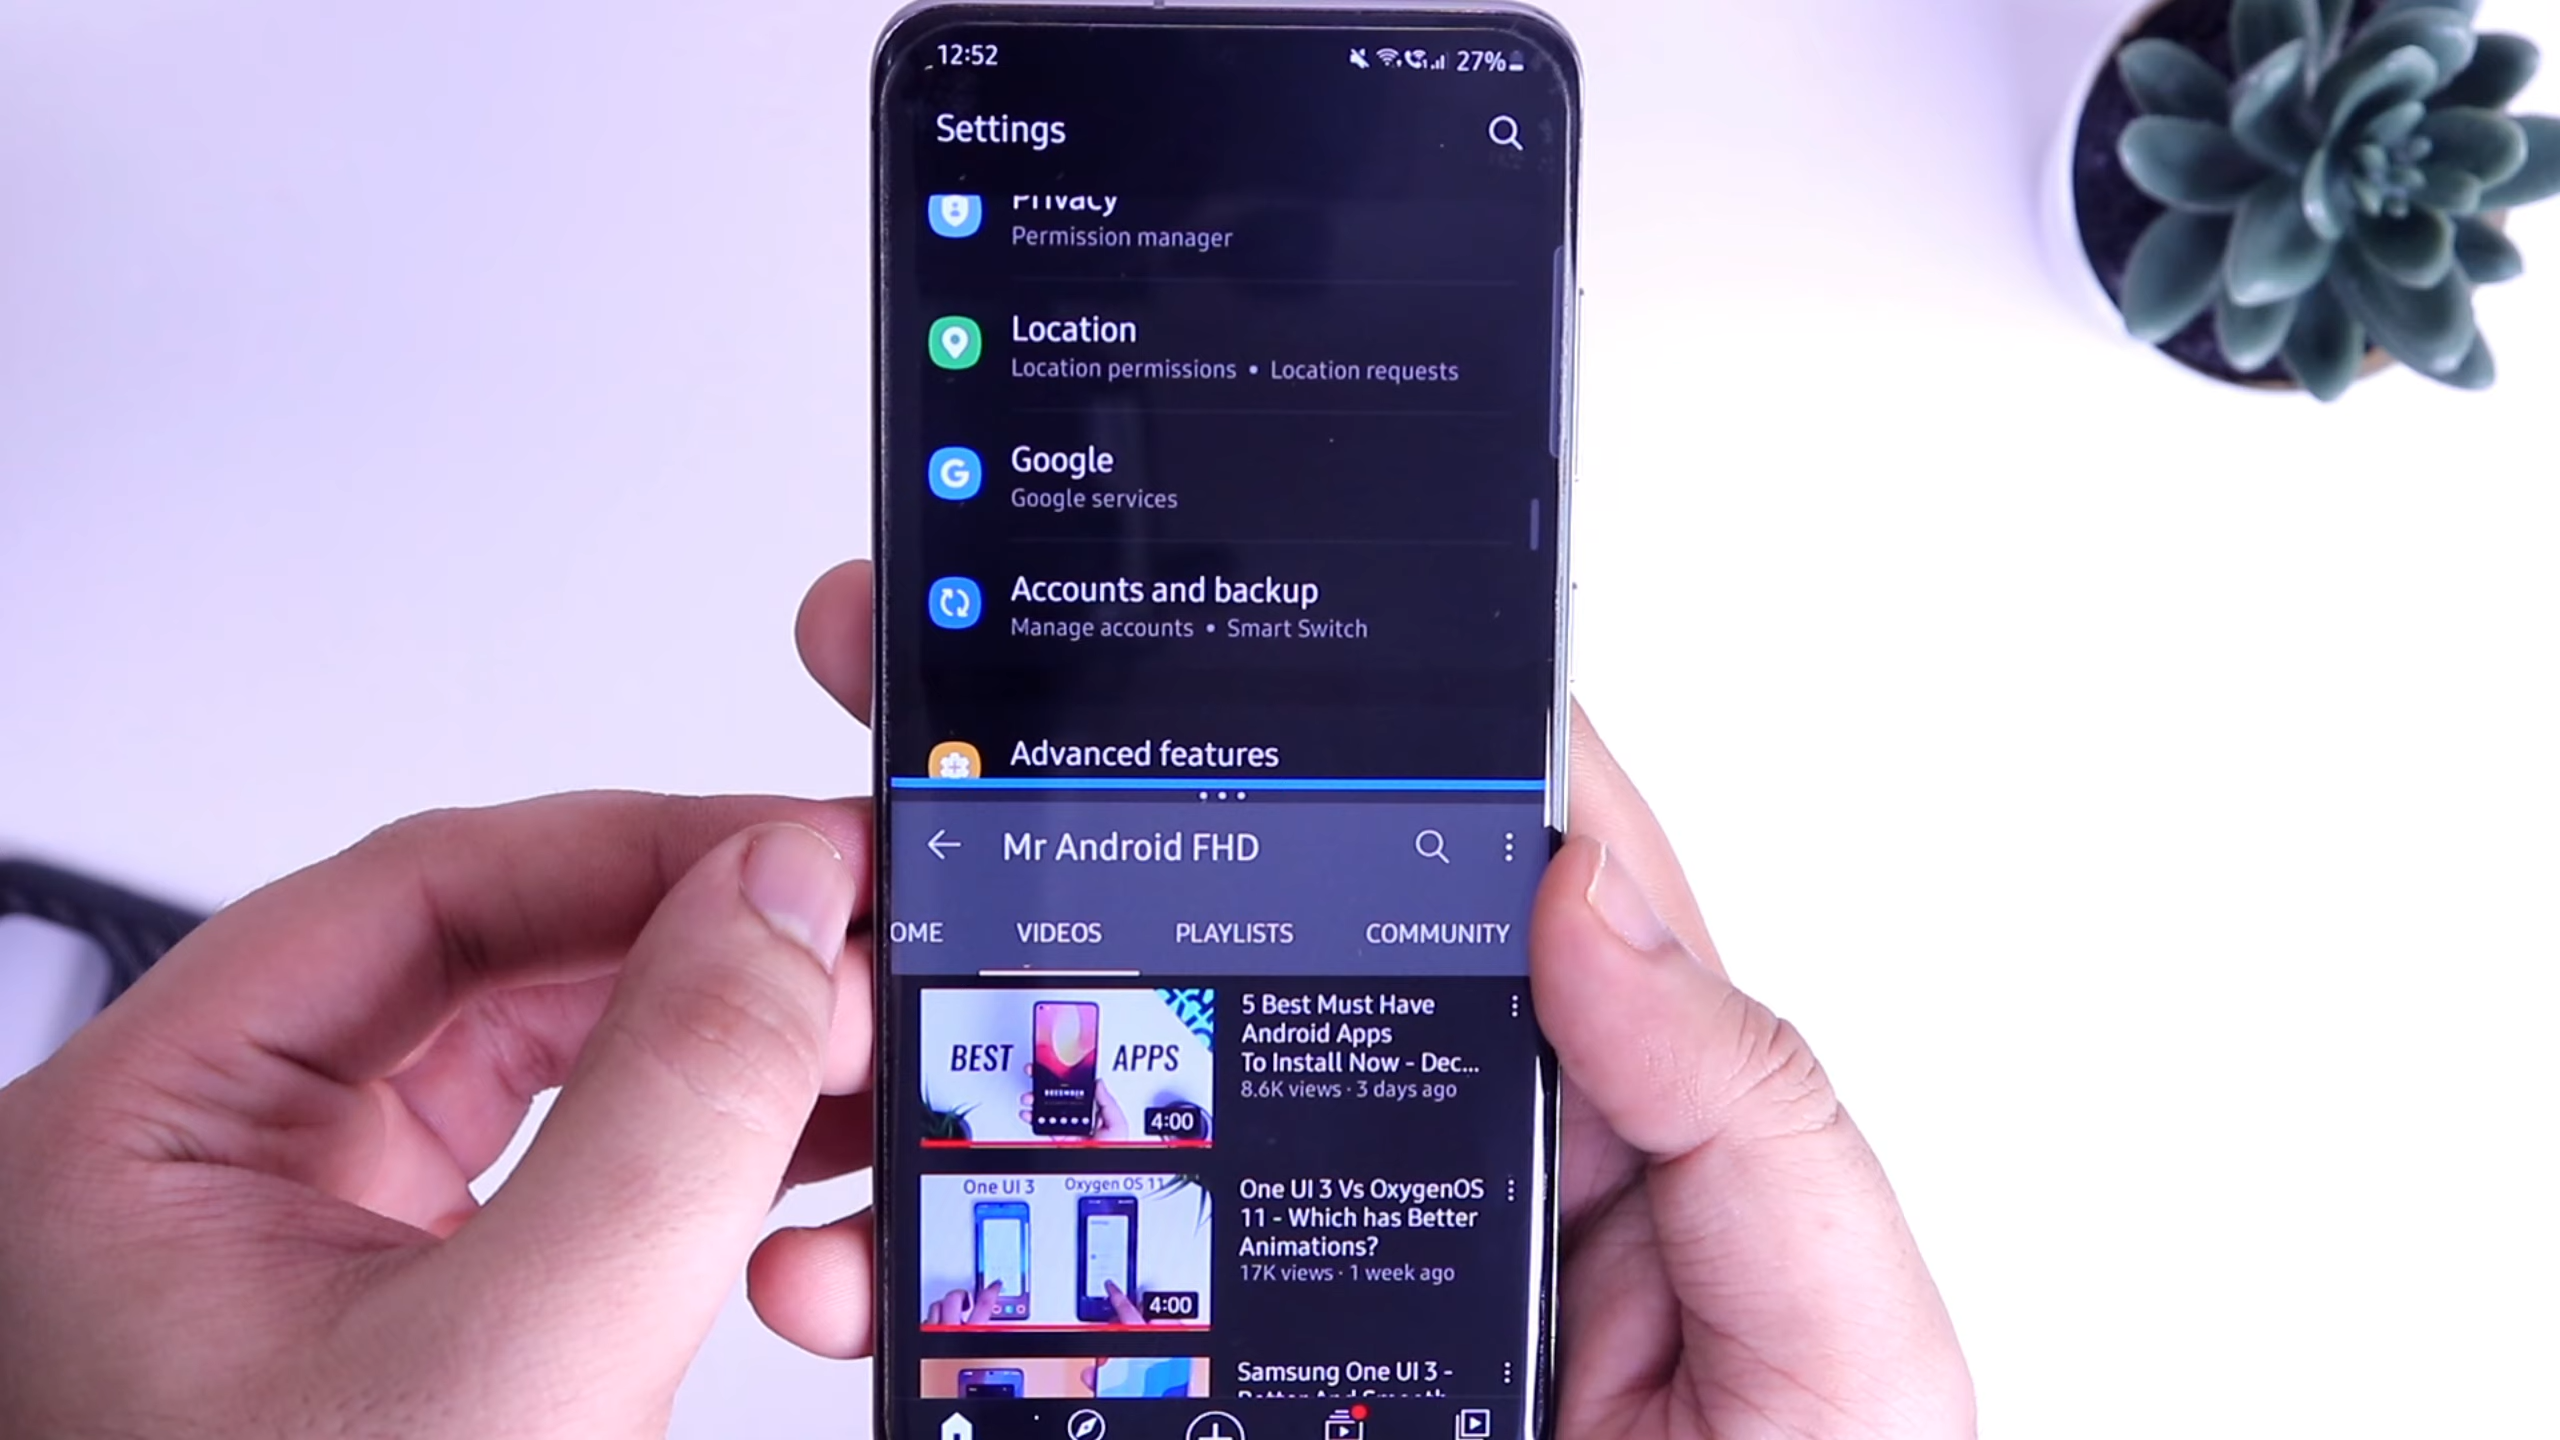 12:52
27%
Settings
Privacy
Permission manager
Location
Location permissions • Location requests
Google
Google services
Accounts and backup
Manage accounts • Smart Switch
Advanced features
Mr Android FHD
OME
VIDEOS
PLAYLISTS
COMMUNITY
BEST
APPS
DECEMBER
4:00
5 Best Must Have
Android Apps
To Install Now - Dec...
8.6K views · 3 days ago
One UI 3
Oxygen OS 11
4:00
One UI 3 Vs OxygenOS
11 - Which has Better
Animations?
17K views · 1 week ago
Samsung One UI 3 -